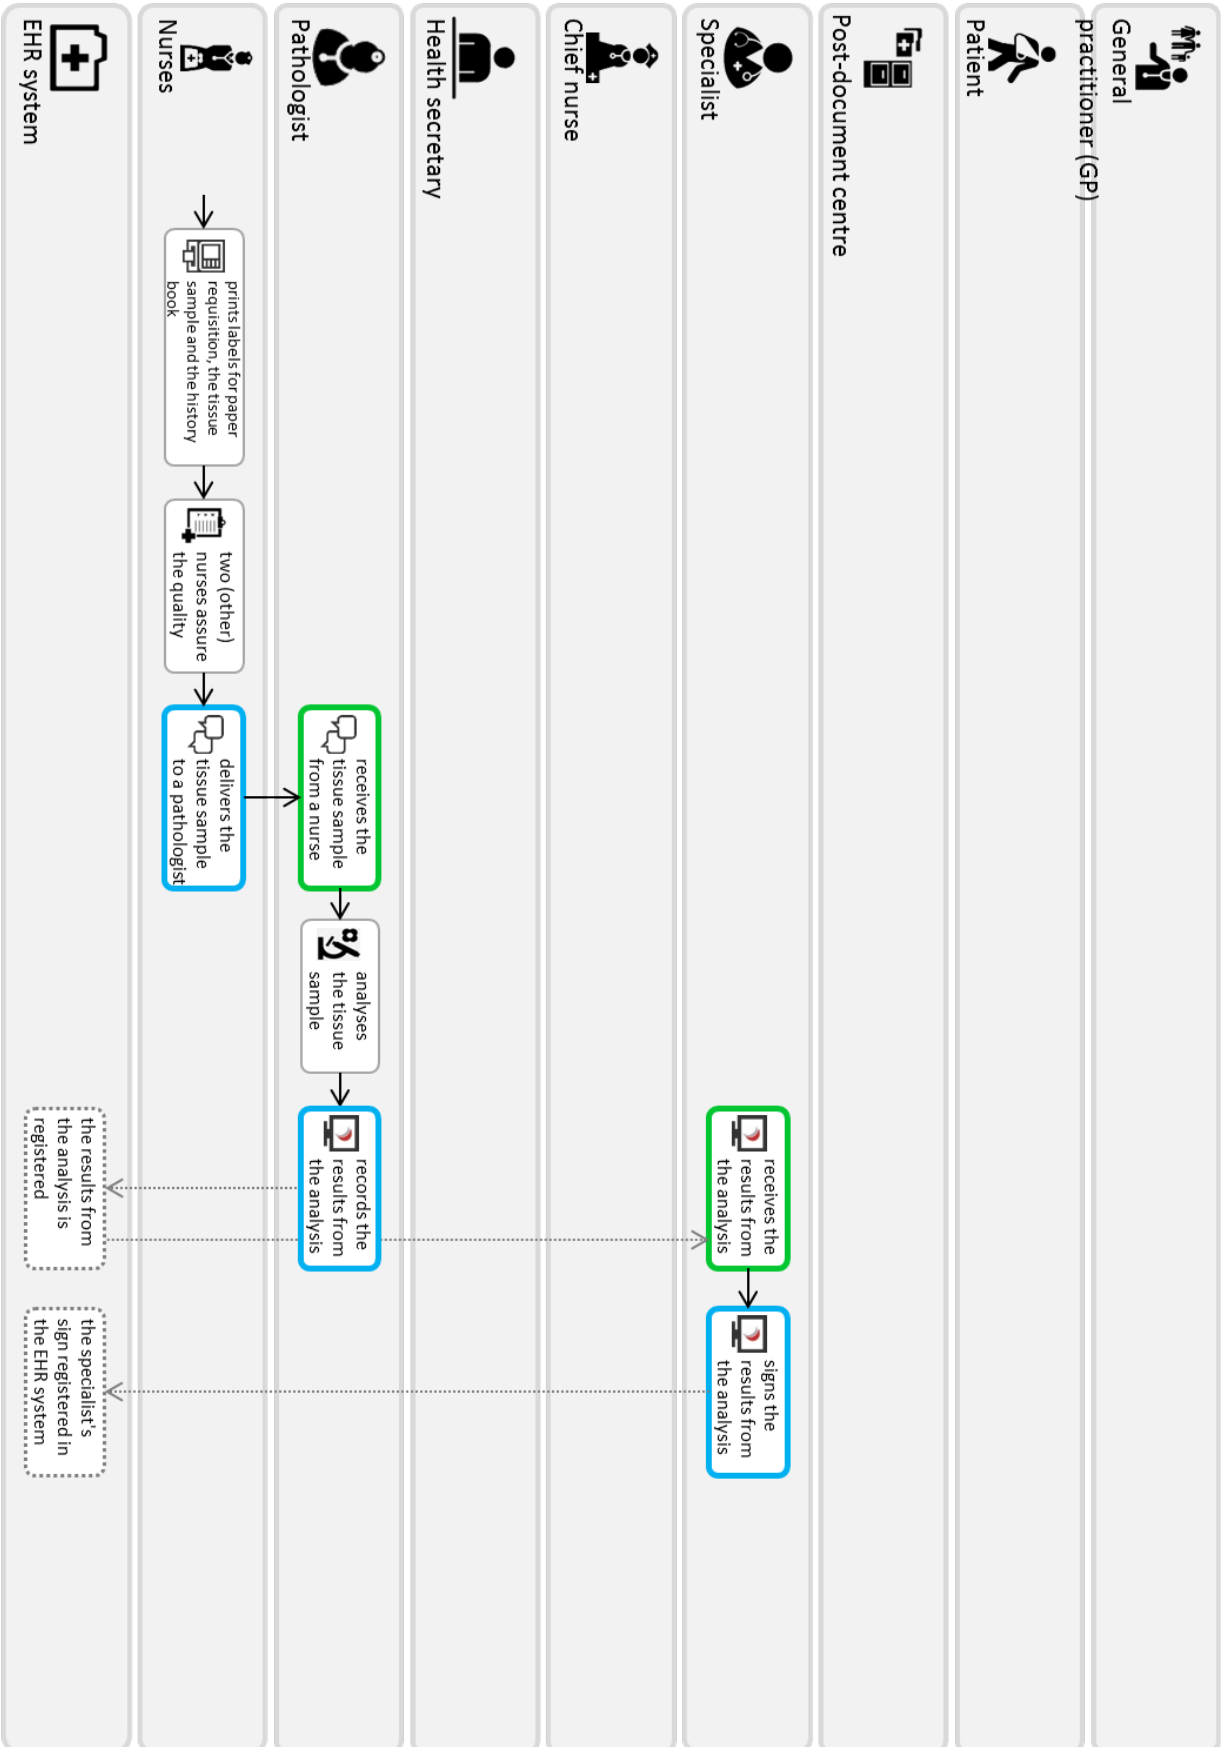 General
practitioner (GP)
Patient
Post-document centre
Specialist
Chief nurse
Health secretary
Pathologist
Nurses
EHR system
receives the
results from
the analysis
signs the
results from
the analysis
receives the
tissue sample
from a nurse
analyses
the tissue
sample
records the
results from
the analysis
prints labels for paper
requisition, the tissue
sample and the history
book
two (other)
nurses assure
the quality
delivers the
tissue sample
to a pathologist
the results from
the analysis is
registered
the specialist's
sign registered in
the EHR system